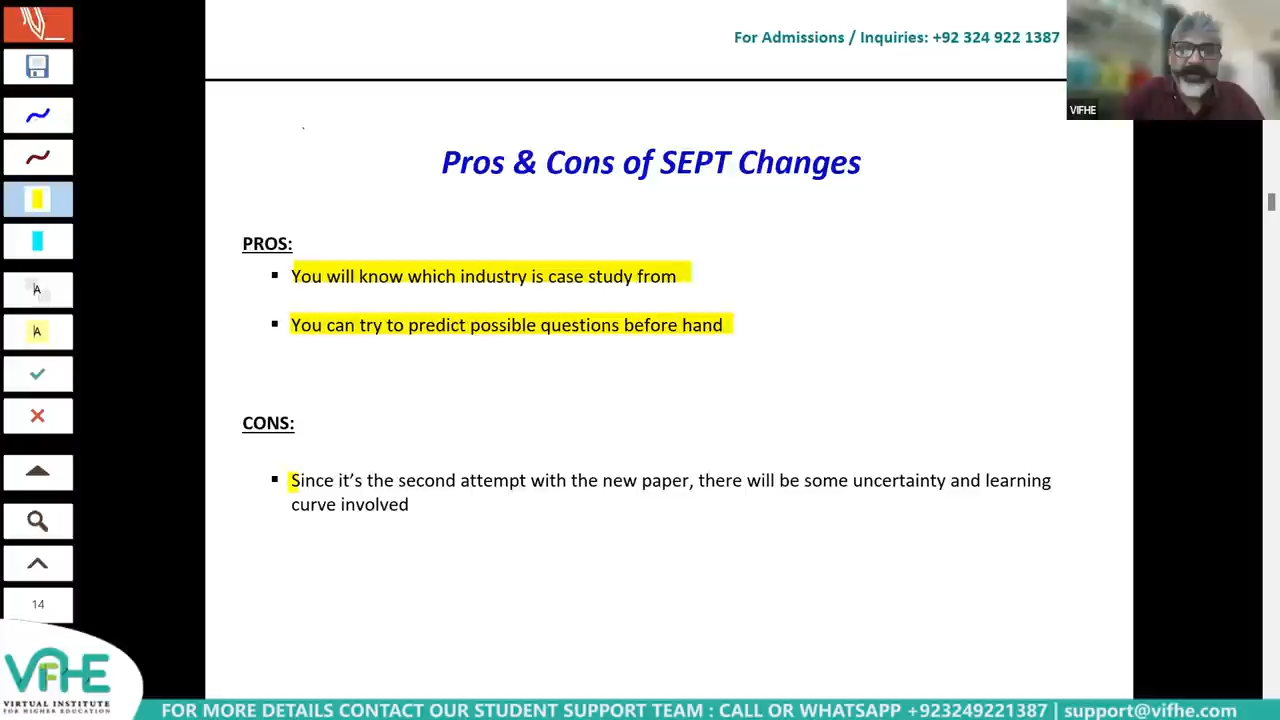 For Admissions / Inquiries: +92 324 922 1387
VIFHE
Pros & Cons of SEPT Changes
PROS:
▪ You will know which industry is case study from
▪ You can try to predict possible questions before hand
CONS:
▪ Since it’s the second attempt with the new paper, there will be some uncertainty and learning
curve involved
A
A
14
VIFHE
VIRTUAL INSTITUTE
FOR HIGHER EDUCATION
FOR MORE DETAILS CONTACT OUR STUDENT SUPPORT TEAM : CALL OR WHATSAPP +923249221387 | support@vifhe.com